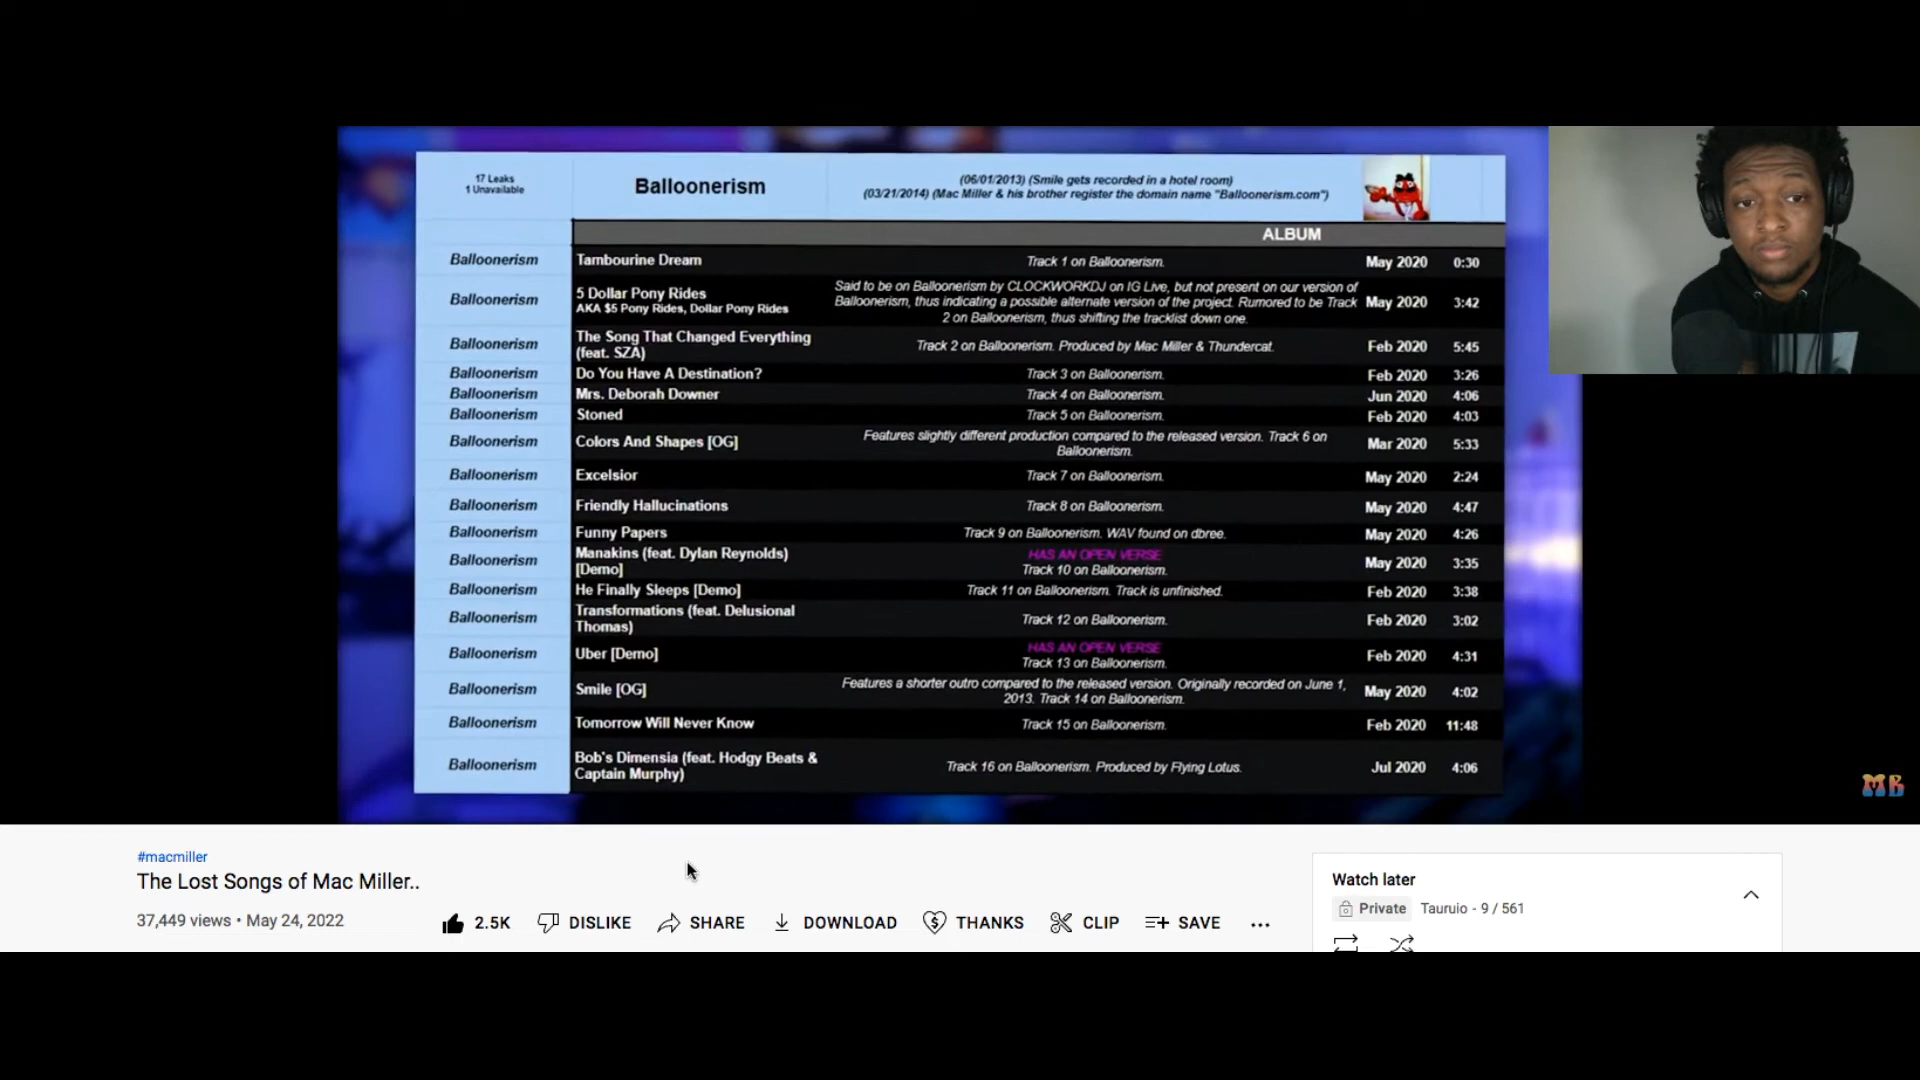 17 Leaks
1 Unavailable
Balloonerism
(06/01/2013) (Smile gets recorded in a hotel room)
(03/21/2014) (Mac Miller & his brother register the domain name "Balloonerism.com")
ALBUM
Balloonerism Tambourine Dream Track 1 on Balloonerism. May 2020 0:30
Balloonerism 5 Dollar Pony Rides
AKA $5 Pony Rides, Dollar Pony Rides
Said to be on Balloonerism by CLOCKWORKDJ on IG Live, but not present on our version of
Balloonerism, thus indicating a possible alternate version of the project. Rumored to be Track
2 on Balloonerism, thus shifting the tracklist down one.
May 2020 3:42
Balloonerism The Song That Changed Everything
(feat. SZA)
Track 2 on Balloonerism. Produced by Mac Miller & Thundercat. Feb 2020 5:45
Balloonerism Do You Have A Destination? Track 3 on Balloonerism. Feb 2020 3:26
Balloonerism Mrs. Deborah Downer Track 4 on Balloonerism. Jun 2020 4:06
Balloonerism Stoned Track 5 on Balloonerism. Feb 2020 4:03
Balloonerism Colors And Shapes [OG] Features slightly different production compared to the released version. Track 6 on
Balloonerism.
Mar 2020 5:33
Balloonerism Excelsior Track 7 on Balloonerism. May 2020 2:24
Balloonerism Friendly Hallucinations Track 8 on Balloonerism. May 2020 4:47
Balloonerism Funny Papers Track 9 on Balloonerism. WAV found on dbree. May 2020 4:26
Balloonerism Manakins (feat. Dylan Reynolds)
[Demo]
HAS AN OPEN VERSE
Track 10 on Balloonerism.
May 2020 3:35
Balloonerism He Finally Sleeps [Demo] Track 11 on Balloonerism. Track is unfinished. Feb 2020 3:38
Balloonerism Transformations (feat. Delusional
Thomas)
Track 12 on Balloonerism. Feb 2020 3:02
Balloonerism Uber [Demo] HAS AN OPEN VERSE
Track 13 on Balloonerism.
Feb 2020 4:31
Balloonerism Smile [OG] Features a shorter outro compared to the released version. Originally recorded on June 1,
2013. Track 14 on Balloonerism.
May 2020 4:02
Balloonerism Tomorrow Will Never Know Track 15 on Balloonerism. Feb 2020 11:48
Balloonerism Bob's Dimensia (feat. Hodgy Beats &
Captain Murphy)
Track 16 on Balloonerism. Produced by Flying Lotus. Jul 2020 4:06
MB
#macmiller
The Lost Songs of Mac Miller..
37,449 views • May 24, 2022
2.5K DISLIKE SHARE DOWNLOAD THANKS CLIP SAVE ...
Watch later
Private Tauruio - 9 / 561